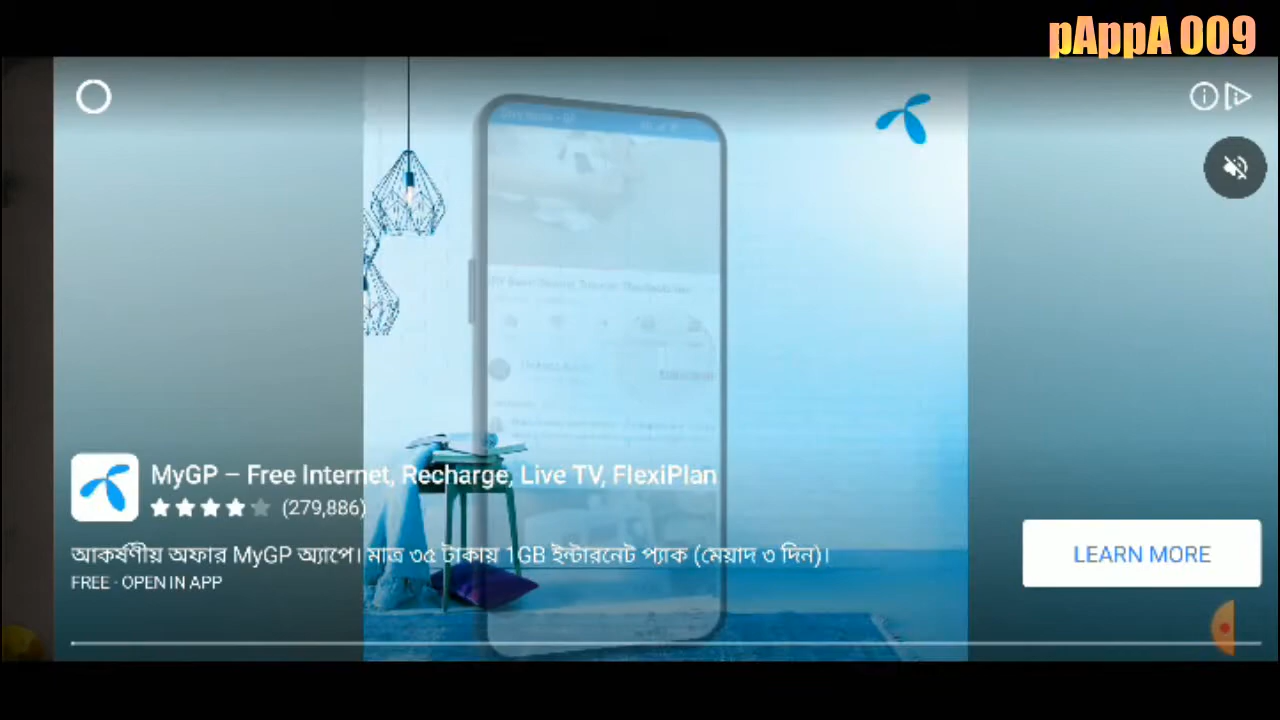 pAppA 009
MyGP – Free Internet, Recharge, Live TV, FlexiPlan
(279,886)
আকর্ষণীয় অফার MyGP অ্যাপে। মাত্র ৩৫ টাকায় 1GB ইন্টারনেট প্যাক (মেয়াদ ৩ দিন)।
FREE · OPEN IN APP
LEARN MORE